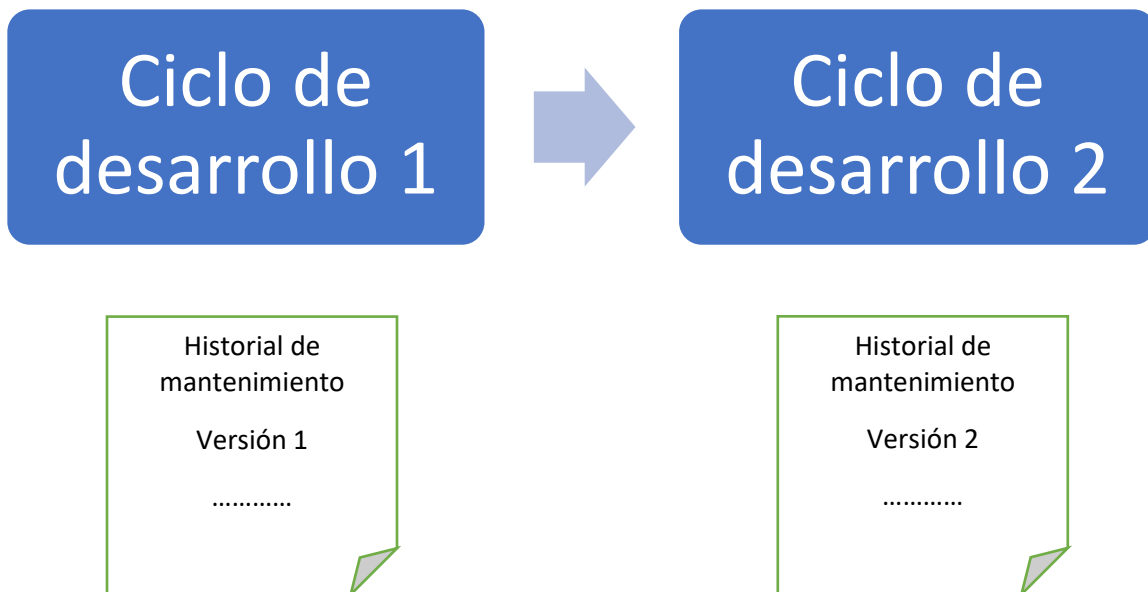 Ciclo de
desarrollo 1
Ciclo de
desarrollo 2
Historial de
mantenimiento
Versión 1
............
Historial de
mantenimiento
Versión 2
............